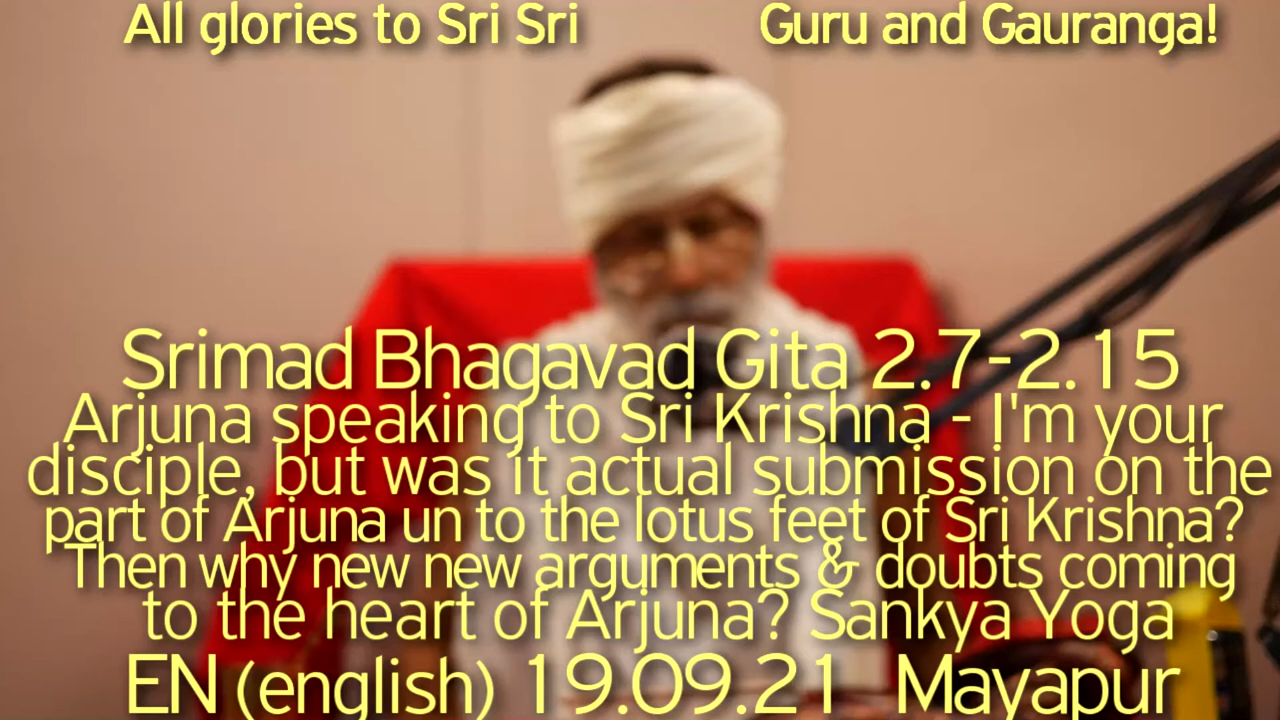 All glories to Sri Sri Guru and Gauranga!
Srimad Bhagavad Gita 2.7-2.15
Arjuna speaking to Sri Krishna - I'm your
disciple, but was it actual submission on the
part of Arjuna un to the lotus feet of Sri Krishna?
Then why new new arguments & doubts coming
to the heart of Arjuna? Sankya Yoga
EN (english) 19.09.21 Mayapur